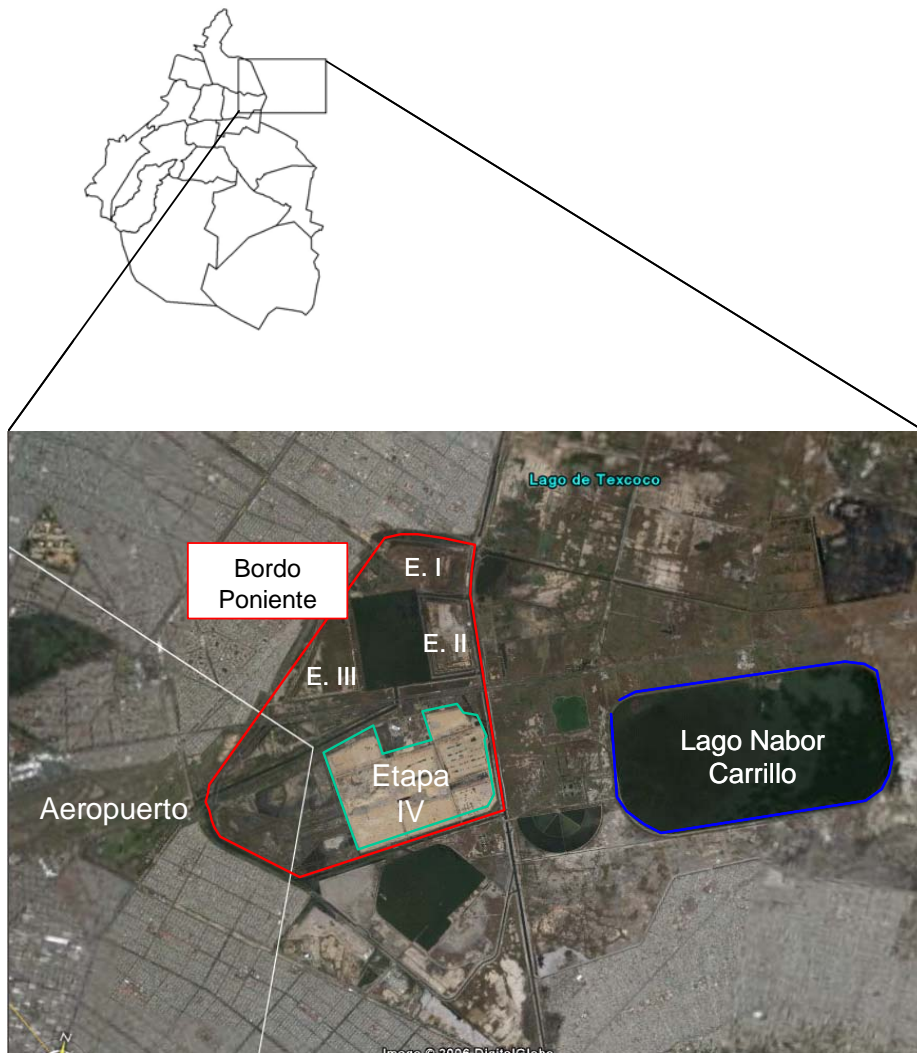 Lago de Texcoco
Bordo
Poniente
E. I
E. II
E. III
Lago Nabor
Carrillo
Etapa
IV
Aeropuerto
N
Image © 2006 DigitalGlobe